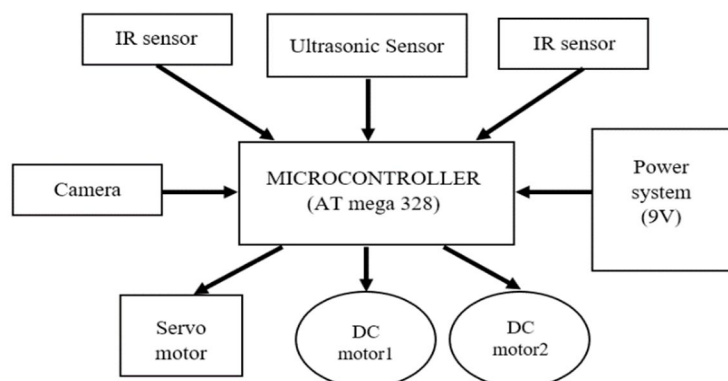 IR sensor
Ultrasonic Sensor
IR sensor
Camera
MICROCONTROLLER
(AT mega 328)
Power
system
(9V)
Servo
motor
DC
motor1
DC
motor2